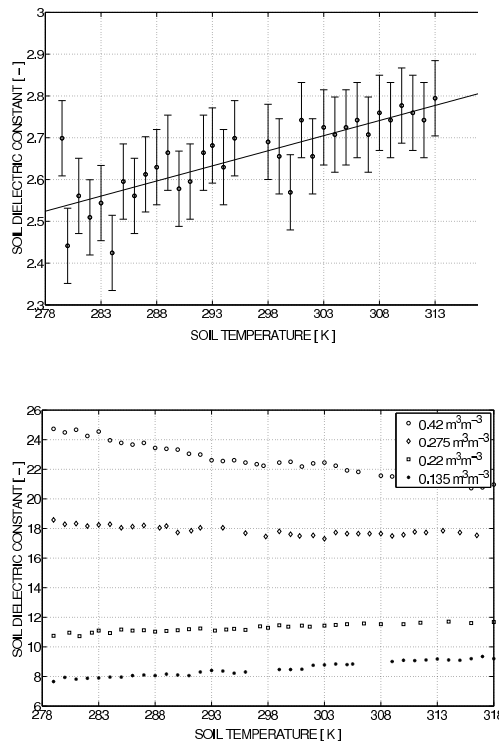 3
2.9
2.8
2.7
2.6
2.5
2.4
2.3
SOIL DIELECTRIC CONSTANT [ − ]
278 283 288 293 298 303 308 313
SOIL TEMPERATURE [ K ]
26
24
22
20
18
16
14
12
10
8
6
SOIL DIELECTRIC CONSTANT [ − ]
0.42 m³m⁻³
0.275 m³m⁻³
0.22 m³m⁻³
0.135 m³m⁻³
278 283 288 293 298 303 308 313 318
SOIL TEMPERATURE [ K ]